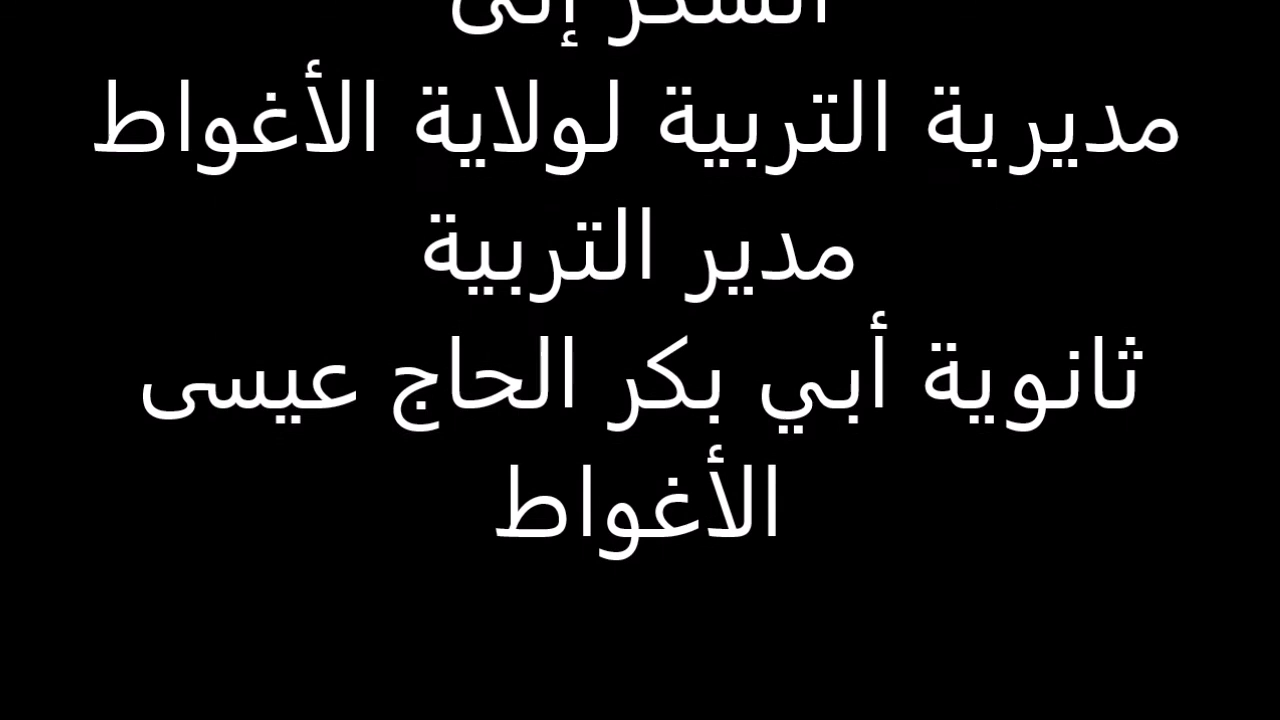 الشكر إلى
مديرية التربية لولاية الأغواط
مدير التربية
ثانوية أبي بكر الحاج عيسى
الأغواط